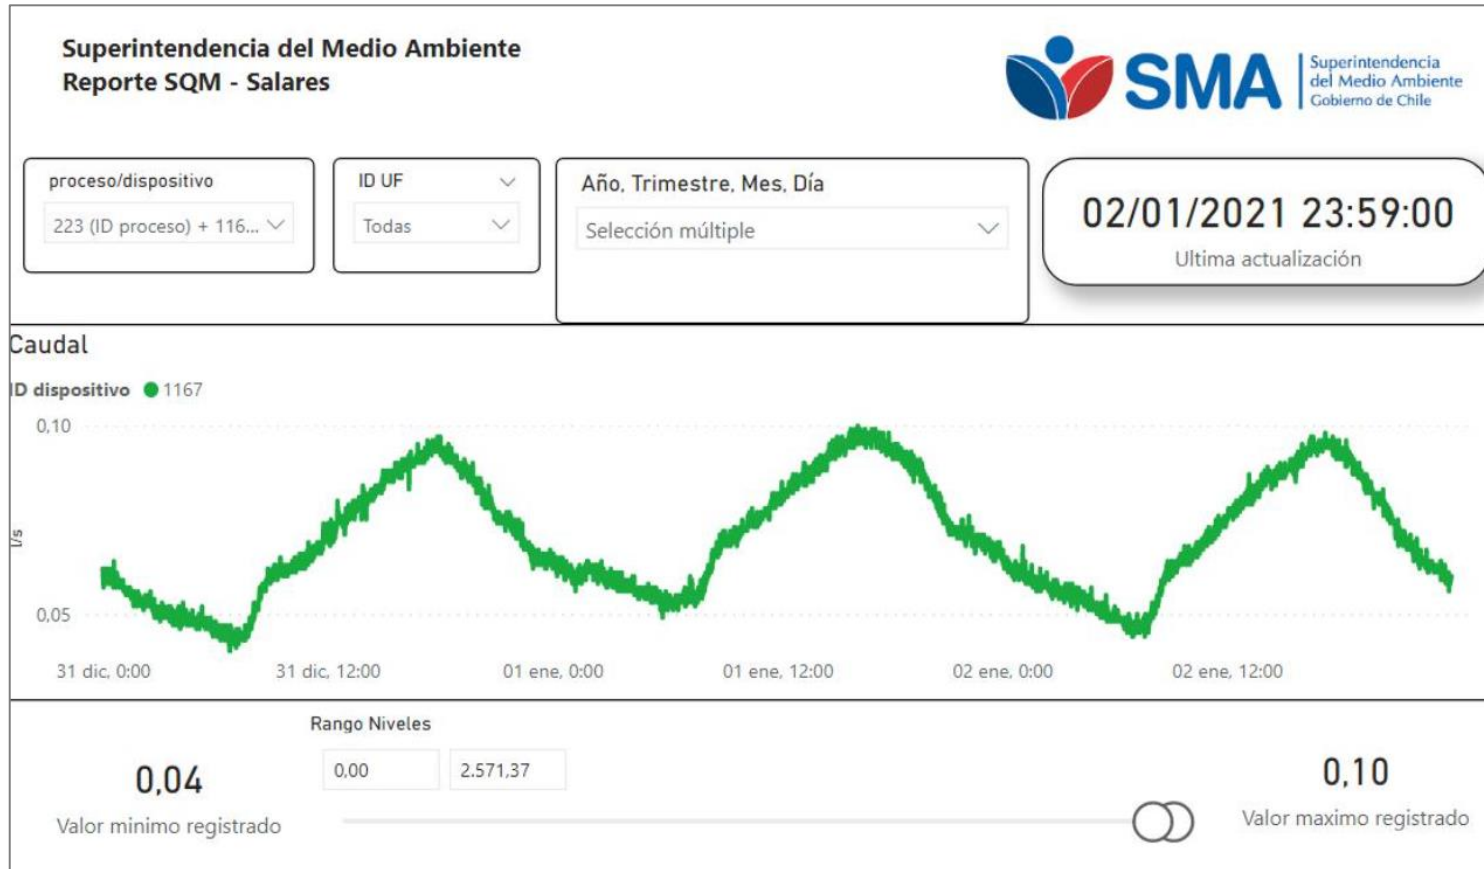 Superintendencia del Medio Ambiente
Reporte SQM - Salares
SMA
Superintendencia
del Medio Ambiente
Gobierno de Chile
proceso/dispositivo
223 (ID proceso) + 116...
ID UF
Todas
Año, Trimestre, Mes, Día
Selección múltiple
02/01/2021 23:59:00
Ultima actualización
Caudal
ID dispositivo 1167
0,10
l/s
0,05
31 dic, 0:00 31 dic, 12:00 01 ene, 0:00 01 ene, 12:00 02 ene, 0:00 02 ene, 12:00
Rango Niveles
0,00 2.571,37
0,04
Valor minimo registrado
0,10
Valor maximo registrado